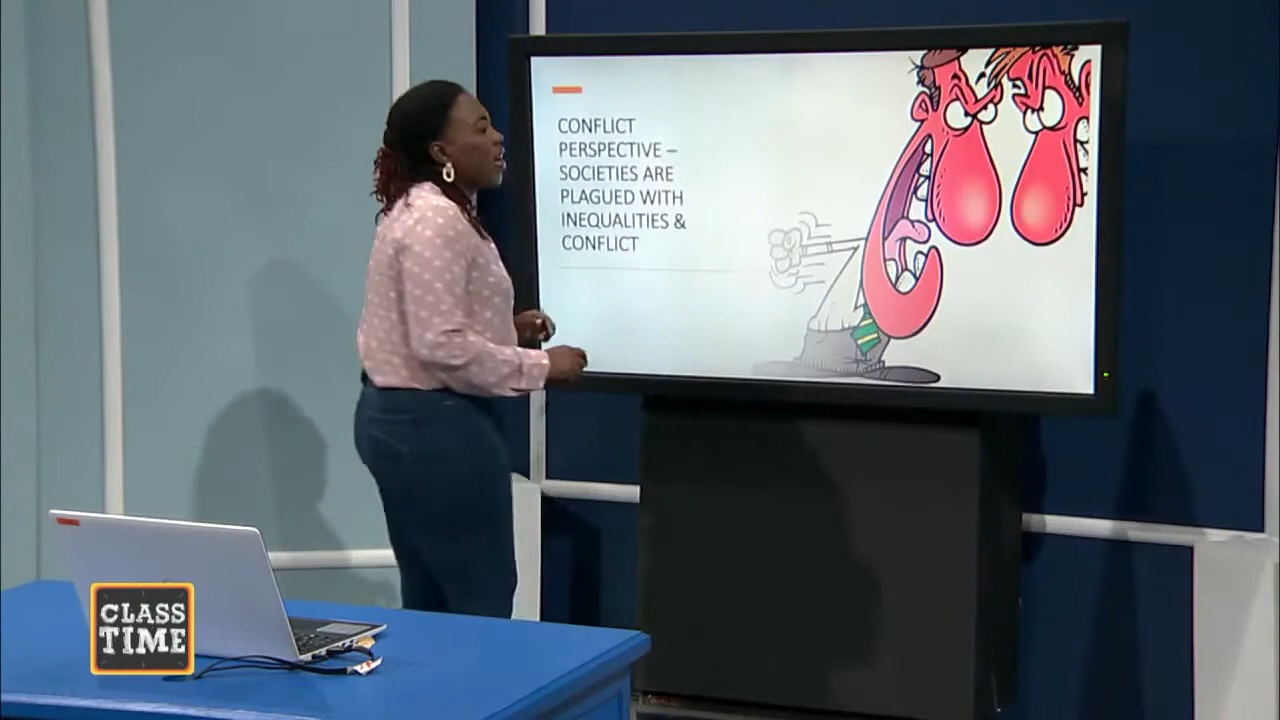 CONFLICT
PERSPECTIVE –
SOCIETIES ARE
PLAGUED WITH
INEQUALITIES &
CONFLICT
CLASS
TIME